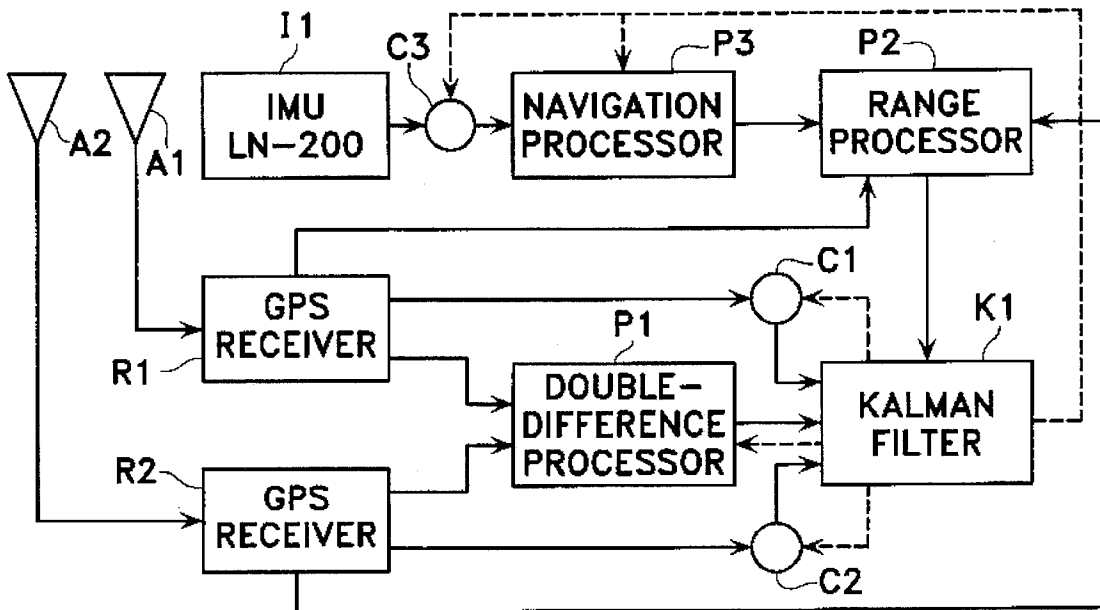 I1
C3
P3
P2
IMU
LN-200
NAVIGATION
PROCESSOR
RANGE
PROCESSOR
A2
A1
C1
GPS
RECEIVER
R1
P1
K1
DOUBLE-
DIFFERENCE
PROCESSOR
KALMAN
FILTER
R2
GPS
RECEIVER
C2